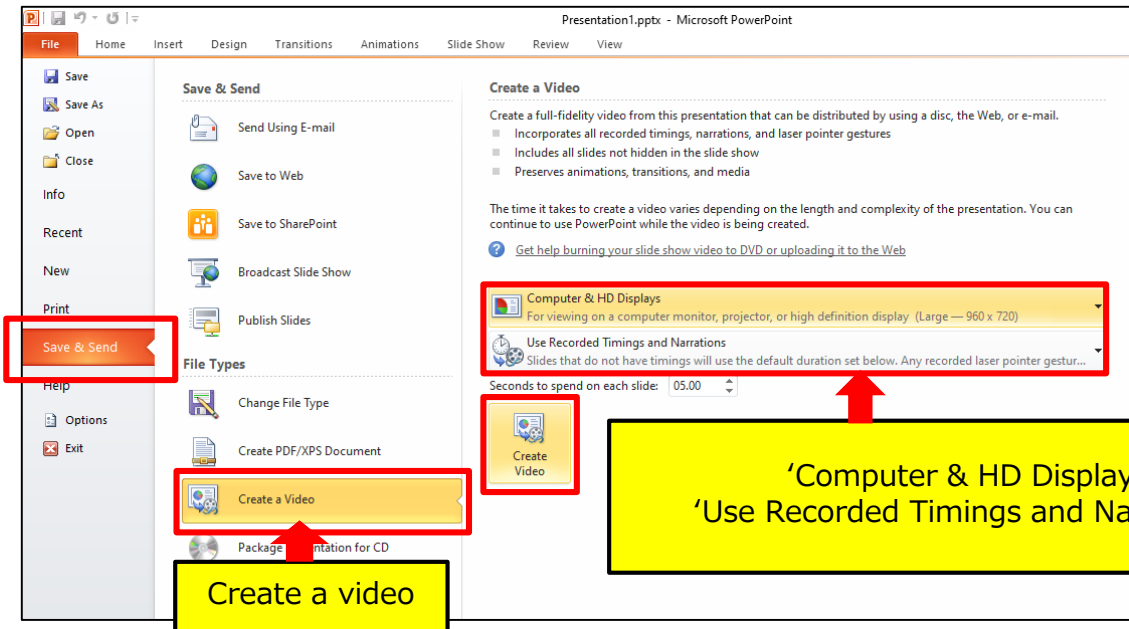 Presentation1.pptx - Microsoft PowerPoint
File Home Insert Design Transitions Animations Slide Show Review View
Save
Save As
Open
Close
Info
Recent
New
Print
Save & Send
Help
Options
Exit
Save & Send
Send Using E-mail
Save to Web
Save to SharePoint
Broadcast Slide Show
Publish Slides
File Types
Change File Type
Create PDF/XPS Document
Create a Video
Package for CD
Create a video
Create a Video
Create a full-fidelity video from this presentation that can be distributed by using a disc, the Web, or e-mail.
Incorporates all recorded timings, narrations, and laser pointer gestures
Includes all slides not hidden in the slide show
Preserves animations, transitions, and media
The time it takes to create a video varies depending on the length and complexity of the presentation. You can
continue to use PowerPoint while the video is being created.
Get help burning your slide show video to DVD or uploading it to the Web
Computer & HD Displays
For viewing on a computer monitor, projector, or high definition display (Large — 960 x 720)
Use Recorded Timings and Narrations
Slides that do not have timings will use the default duration set below. Any recorded laser pointer gestur...
Seconds to spend on each slide: 05.00
Create
Video
‘Computer & HD Display
‘Use Recorded Timings and Na